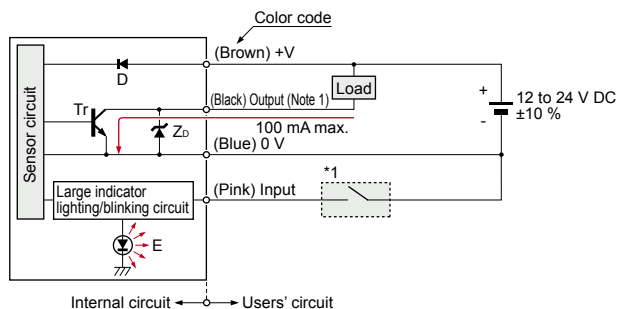 Color code
(Brown) +V
D
Load
(Black) Output (Note 1)
Tr
ZD
100 mA max.
+
-
12 to 24 V DC
±10 %
(Blue) 0 V
Sensor circuit
*1
(Pink) Input
Large indicator
lighting/blinking circuit
E
Internal circuit
Users' circuit